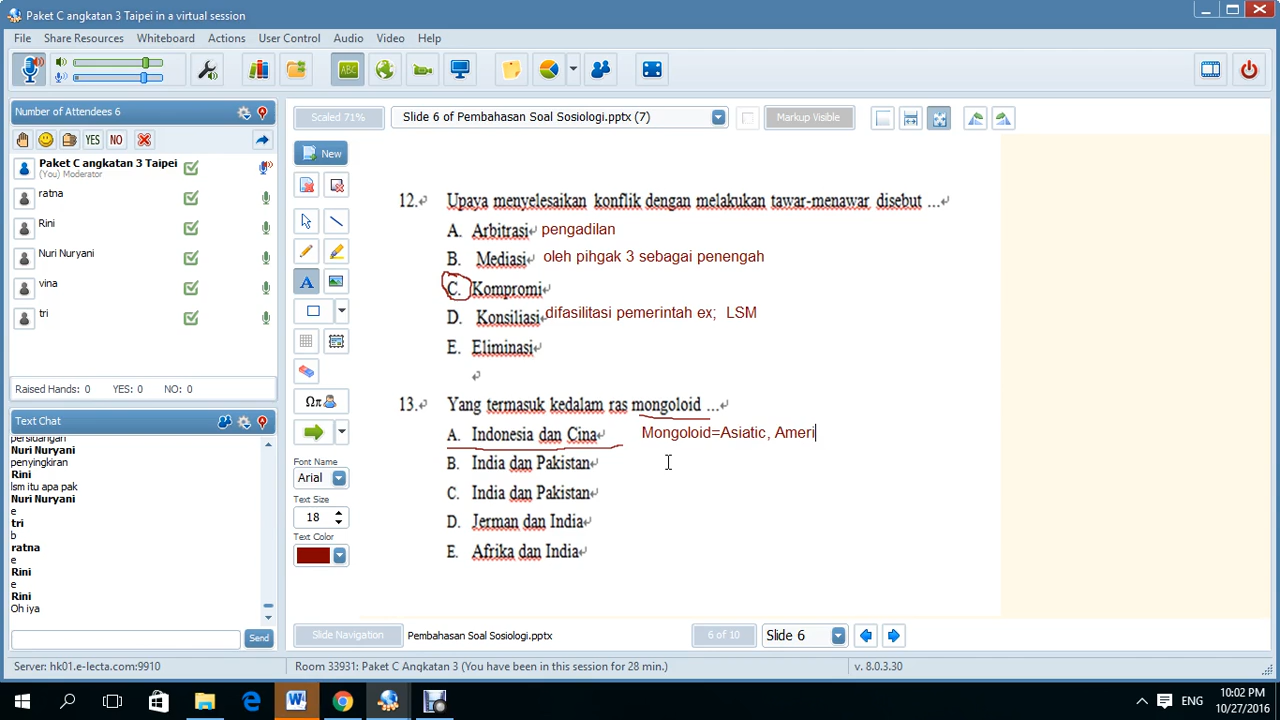 Paket C angkatan 3 Taipei in a virtual session
File Share Resources Whiteboard Actions User Control Audio Video Help
ABC
Number of Attendees 6
YES NO
Paket C angkatan 3 Taipei
(You) Moderator
ratna
Rini
Nuri Nuryani
vina
tri
Raised Hands: 0 YES: 0 NO: 0
Text Chat
persidangan
Nuri Nuryani
penyingkiran
Rini
lsm itu apa pak
Nuri Nuryani
e
tri
b
ratna
e
Rini
e
Rini
Oh iya
Send
Scaled 71%
Slide 6 of Pembahasan Soal Sosiologi.pptx (7)
Markup Visible
New
A
Ωπ
Font Name
Arial
Text Size
18
Text Color
12. Upaya menyelesaikan konflik dengan melakukan tawar-menawar disebut ...
A. Arbitrasi pengadilan
B. Mediasi oleh pihgak 3 sebagai penengah
C. Kompromi
D. Konsiliasi difasilitasi pemerintah ex; LSM
E. Eliminasi
13. Yang termasuk kedalam ras mongoloid ...
A. Indonesia dan Cina Mongoloid=Asiatic, Ameri
B. India dan Pakistan
C. India dan Pakistan
D. Jerman dan India
E. Afrika dan India
Slide Navigation
Pembahasan Soal Sosiologi.pptx
6 of 10
Slide 6
Server: hk01.e-lecta.com:9910
Room 33931: Paket C Angkatan 3 (You have been in this session for 28 min.)
v. 8.0.3.30
ENG
10:02 PM
10/27/2016